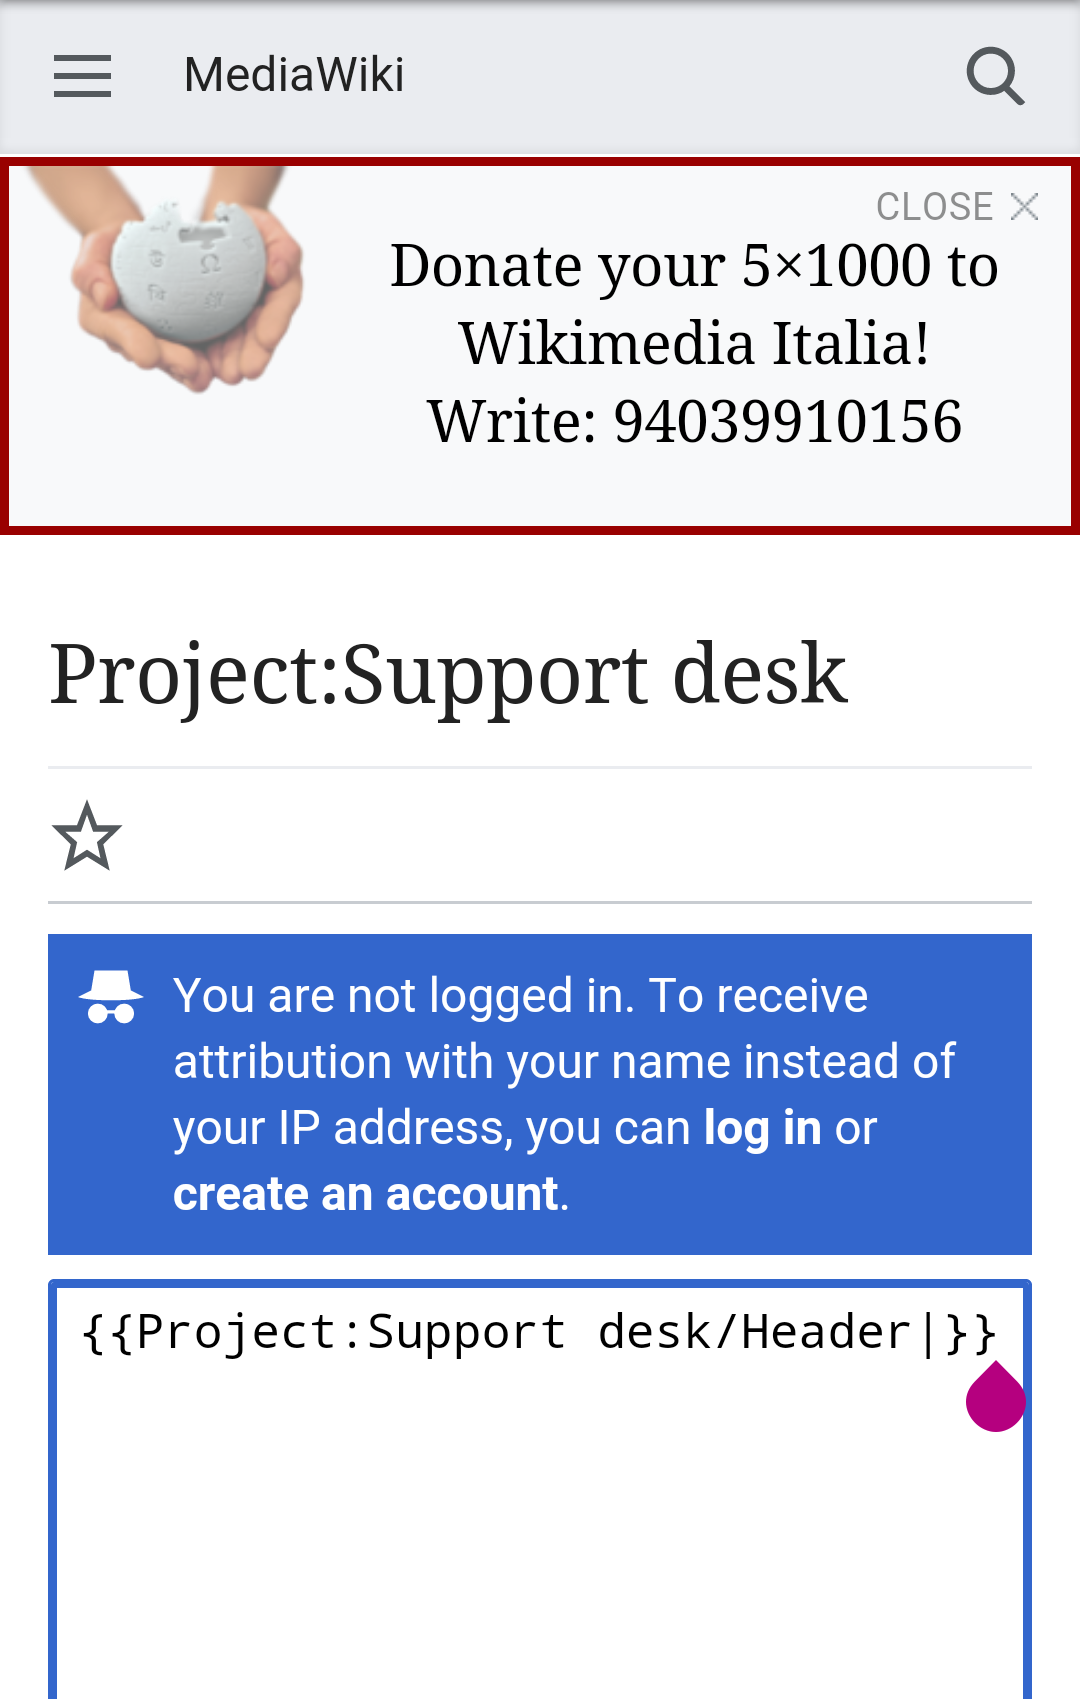 MediaWiki
CLOSE
Donate your 5×1000 to
Wikimedia Italia!
Write: 94039910156
Project:Support desk
You are not logged in. To receive
attribution with your name instead of
your IP address, you can log in or
create an account.
{{Project:Support desk/Header|}}